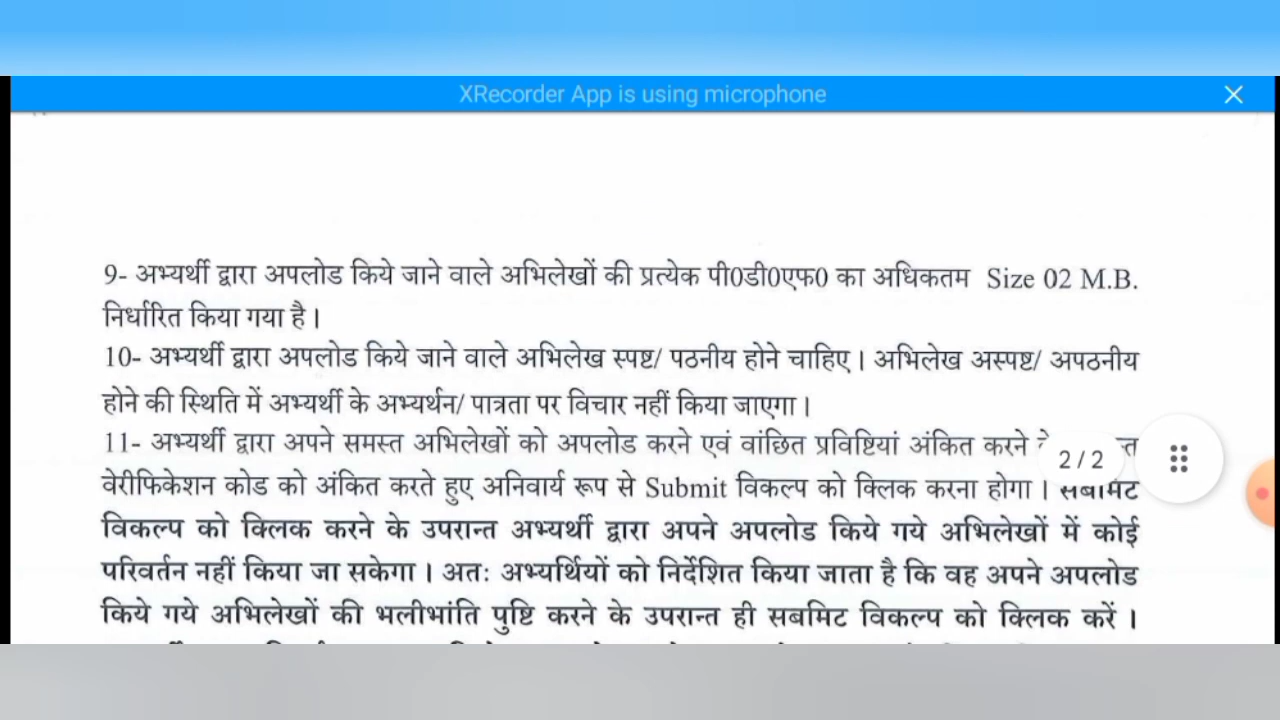 XRecorder App is using microphone
9- अभ्यर्थी द्वारा अपलोड किये जाने वाले अभिलेखों की प्रत्येक पी0डी0एफ0 का अधिकतम Size 02 M.B.
निर्धारित किया गया है।
10- अभ्यर्थी द्वारा अपलोड किये जाने वाले अभिलेख स्पष्ट/ पठनीय होने चाहिए। अभिलेख अस्पष्ट/ अपठनीय
होने की स्थिति में अभ्यर्थी के अभ्यर्थन/ पात्रता पर विचार नहीं किया जाएगा।
11- अभ्यर्थी द्वारा अपने समस्त अभिलेखों को अपलोड करने एवं वांछित प्रविष्टियां अंकित करने
2 / 2
वेरीफिकेशन कोड को अंकित करते हुए अनिवार्य रूप से Submit विकल्प को क्लिक करना होगा। सबमिट
विकल्प को क्लिक करने के उपरान्त अभ्यर्थी द्वारा अपने अपलोड किये गये अभिलेखों में कोई
परिवर्तन नहीं किया जा सकेगा। अतः अभ्यर्थियों को निर्देशित किया जाता है कि वह अपने अपलोड
किये गये अभिलेखों की भलीभांति पुष्टि करने के उपरान्त ही सबमिट विकल्प को क्लिक करें।